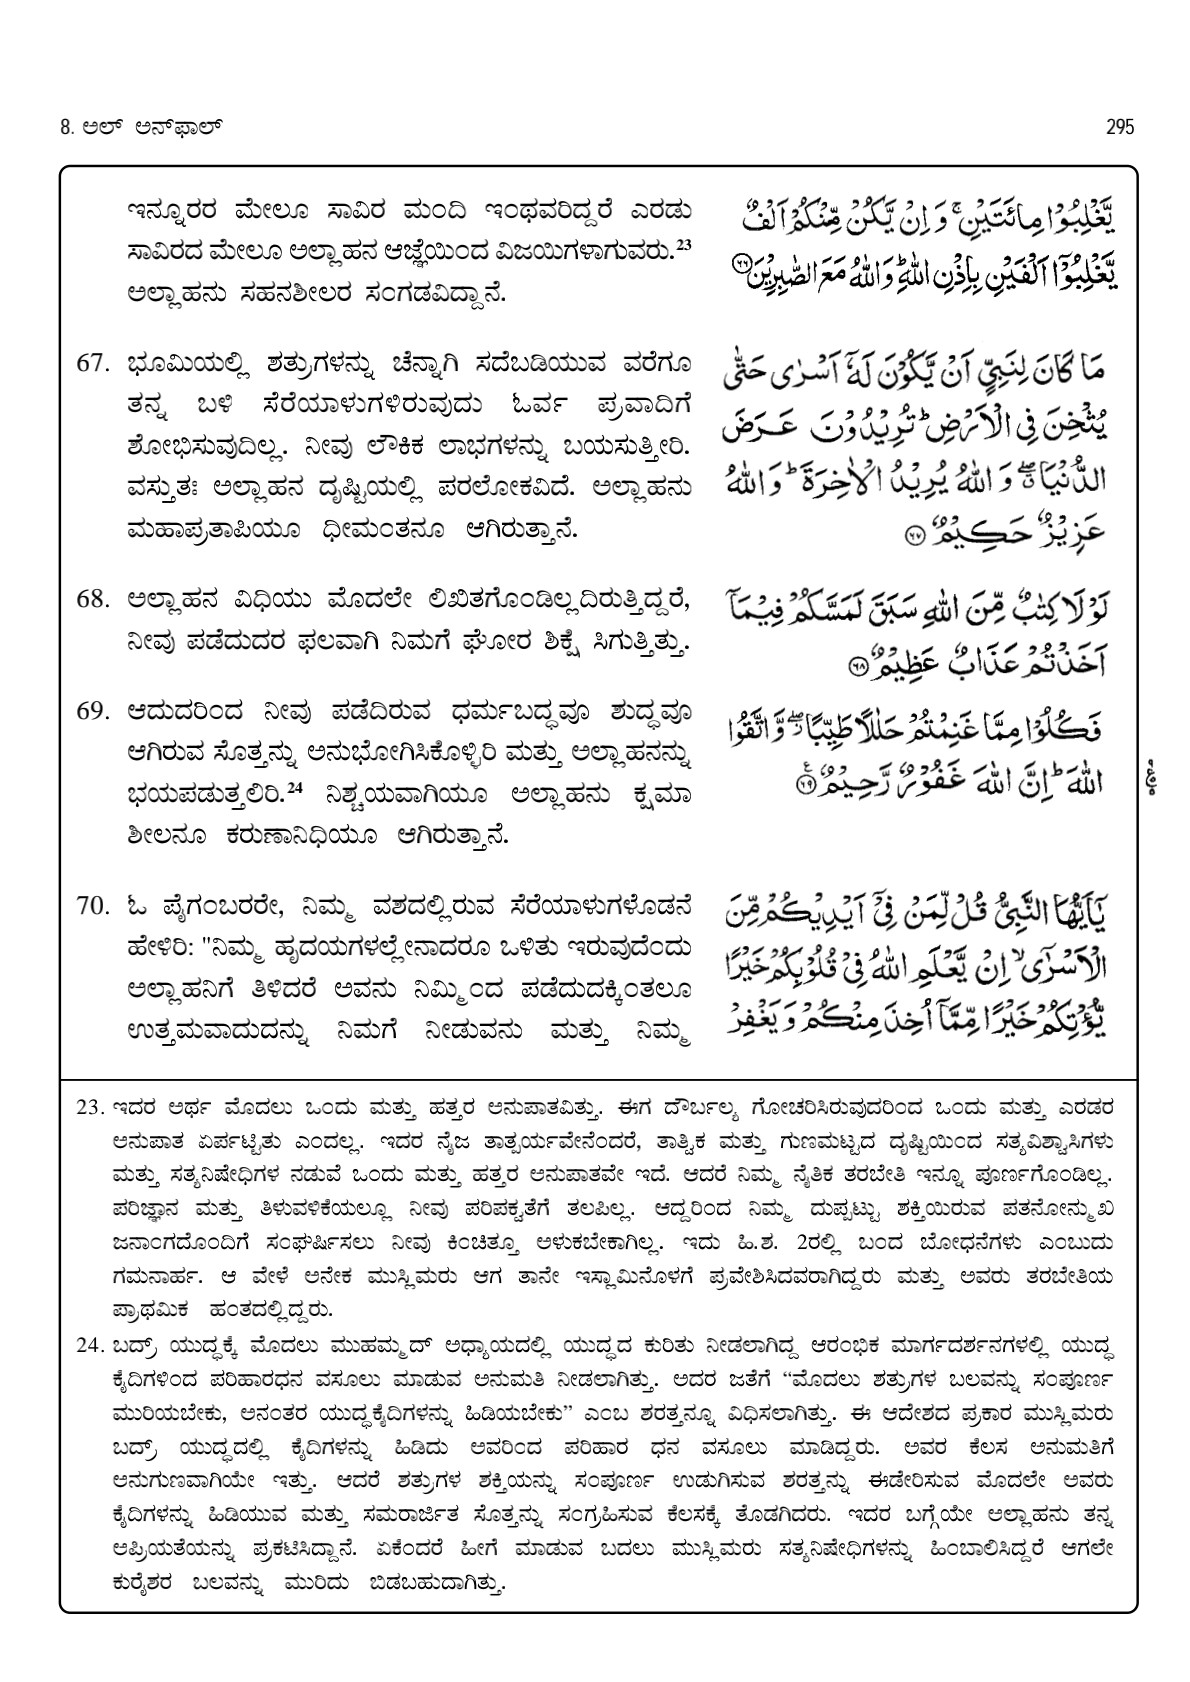 8. ಅಲ್ ಅನ್‌ಫಾಲ್
295
ಇನ್ನೂರರ ಮೇಲೂ ಸಾವಿರ ಮಂದಿ ಇಂಥವರಿದ್ದರೆ ಎರಡು
ಸಾವಿರದ ಮೇಲೂ ಅಲ್ಲಾಹನ ಆಜ್ಞೆಯಿಂದ ವಿಜಯಿಗಳಾಗುವರು.23
ಅಲ್ಲಾಹನು ಸಹನಶೀಲರ ಸಂಗಡವಿದ್ದಾನೆ.
يَّغْلِبُوْا مِائَتَيْنِ ۚ وَ اِنْ يَّكُنْ مِّنْكُمْ اَلْفٌ
يَّغْلِبُوْۤا اَلْفَيْنِ بِاِذْنِ اللّٰهِ ؕ وَ اللّٰهُ مَعَ الصّٰبِرِيْنَ ۶۶
67. ಭೂಮಿಯಲ್ಲಿ ಶತ್ರುಗಳನ್ನು ಚೆನ್ನಾಗಿ ಸದೆಬಡಿಯುವ ವರೆಗೂ
ತನ್ನ ಬಳಿ ಸೆರೆಯಾಳುಗಳಿರುವುದು ಓರ್ವ ಪ್ರವಾದಿಗೆ
ಶೋಭಿಸುವುದಿಲ್ಲ. ನೀವು ಲೌಕಿಕ ಲಾಭಗಳನ್ನು ಬಯಸುತ್ತೀರಿ.
ವಸ್ತುತಃ ಅಲ್ಲಾಹನ ದೃಷ್ಟಿಯಲ್ಲಿ ಪರಲೋಕವಿದೆ. ಅಲ್ಲಾಹನು
ಮಹಾಪ್ರತಾಪಿಯೂ ಧೀಮಂತನೂ ಆಗಿರುತ್ತಾನೆ.
مَا كَانَ لِنَبِيٍّ اَنْ يَّكُوْنَ لَهٗۤ اَسْرٰى حَتّٰى
يُثْخِنَ فِي الْاَرْضِ ؕ تُرِيْدُوْنَ عَرَضَ
الدُّنْيَا ۖۗ وَ اللّٰهُ يُرِيْدُ الْاٰخِرَةَ ؕ وَ اللّٰهُ
عَزِيْزٌ حَكِيْمٌ ۶۷
68. ಅಲ್ಲಾಹನ ವಿಧಿಯು ಮೊದಲೇ ಲಿಖಿತಗೊಂಡಿಲ್ಲದಿರುತ್ತಿದ್ದರೆ,
ನೀವು ಪಡೆದುದರ ಫಲವಾಗಿ ನಿಮಗೆ ಘೋರ ಶಿಕ್ಷೆ ಸಿಗುತ್ತಿತ್ತು.
لَوْ لَا كِتٰبٌ مِّنَ اللّٰهِ سَبَقَ لَمَسَّكُمْ فِيْمَاۤ
اَخَذْتُمْ عَذَابٌ عَظِيْمٌ ۶۸
69. ಆದುದರಿಂದ ನೀವು ಪಡೆದಿರುವ ಧರ್ಮಬದ್ಧವೂ ಶುದ್ಧವೂ
ಆಗಿರುವ ಸೊತ್ತನ್ನು ಅನುಭೋಗಿಸಿಕೊಳ್ಳಿರಿ ಮತ್ತು ಅಲ್ಲಾಹನನ್ನು
ಭಯಪಡುತ್ತಲಿರಿ.24 ನಿಶ್ಚಯವಾಗಿಯೂ ಅಲ್ಲಾಹನು ಕ್ಷಮಾ
ಶೀಲನೂ ಕರುಣಾನಿಧಿಯೂ ಆಗಿರುತ್ತಾನೆ.
فَكُلُوْا مِمَّا غَنِمْتُمْ حَلٰلًا طَيِّبًا ۖؗ وَّ اتَّقُوا
اللّٰهَ ؕ اِنَّ اللّٰهَ غَفُوْرٌ رَّحِيْمٌ ۶۹
70. ಓ ಪೈಗಂಬರರೇ, ನಿಮ್ಮ ವಶದಲ್ಲಿರುವ ಸೆರೆಯಾಳುಗಳೊಡನೆ
ಹೇಳಿರಿ: "ನಿಮ್ಮ ಹೃದಯಗಳಲ್ಲೇನಾದರೂ ಒಳಿತು ಇರುವುದೆಂದು
ಅಲ್ಲಾಹನಿಗೆ ತಿಳಿದರೆ ಅವನು ನಿಮ್ಮಿಂದ ಪಡೆದುದಕ್ಕಿಂತಲೂ
ಉತ್ತಮವಾದುದನ್ನು ನಿಮಗೆ ನೀಡುವನು ಮತ್ತು ನಿಮ್ಮ
يٰۤاَيُّهَا النَّبِيُّ قُلْ لِّمَنْ فِيْۤ اَيْدِيْكُمْ مِّنَ
الْاَسْرٰۤى ۙ اِنْ يَّعْلَمِ اللّٰهُ فِيْ قُلُوْبِكُمْ خَيْرًا
يُّؤْتِكُمْ خَيْرًا مِّمَّاۤ اُخِذَ مِنْكُمْ وَ يَغْفِرْ
23. ಇದರ ಅರ್ಥ ಮೊದಲು ಒಂದು ಮತ್ತು ಹತ್ತರ ಅನುಪಾತವಿತ್ತು. ಈಗ ದೌರ್ಬಲ್ಯ ಗೋಚರಿಸಿರುವುದರಿಂದ ಒಂದು ಮತ್ತು ಎರಡರ
ಅನುಪಾತ ಏರ್ಪಟ್ಟಿತು ಎಂದಲ್ಲ. ಇದರ ನೈಜ ತಾತ್ಪರ್ಯವೇನೆಂದರೆ, ತಾತ್ವಿಕ ಮತ್ತು ಗುಣಮಟ್ಟದ ದೃಷ್ಟಿಯಿಂದ ಸತ್ಯವಿಶ್ವಾಸಿಗಳು
ಮತ್ತು ಸತ್ಯನಿಷೇಧಿಗಳ ನಡುವೆ ಒಂದು ಮತ್ತು ಹತ್ತರ ಅನುಪಾತವೇ ಇದೆ. ಆದರೆ ನಿಮ್ಮ ನೈತಿಕ ತರಬೇತಿ ಇನ್ನೂ ಪೂರ್ಣಗೊಂಡಿಲ್ಲ.
ಪರಿಜ್ಞಾನ ಮತ್ತು ತಿಳುವಳಿಕೆಯಲ್ಲೂ ನೀವು ಪರಿಪಕ್ವತೆಗೆ ತಲಪಿಲ್ಲ. ಆದ್ದರಿಂದ ನಿಮ್ಮ ದುಪ್ಪಟ್ಟು ಶಕ್ತಿಯಿರುವ ಪತನೋನ್ಮುಖ
ಜನಾಂಗದೊಂದಿಗೆ ಸಂಘರ್ಷಿಸಲು ನೀವು ಕಿಂಚಿತ್ತೂ ಅಳುಕಬೇಕಾಗಿಲ್ಲ. ಇದು ಹಿ.ಶ. 2ರಲ್ಲಿ ಬಂದ ಬೋಧನೆಗಳು ಎಂಬುದು
ಗಮನಾರ್ಹ. ಆ ವೇಳೆ ಅನೇಕ ಮುಸ್ಲಿಮರು ಆಗ ತಾನೇ ಇಸ್ಲಾಮಿನೊಳಗೆ ಪ್ರವೇಶಿಸಿದವರಾಗಿದ್ದರು ಮತ್ತು ಅವರು ತರಬೇತಿಯ
ಪ್ರಾಥಮಿಕ ಹಂತದಲ್ಲಿದ್ದರು.
24. ಬದ್ರ್ ಯುದ್ಧಕ್ಕೆ ಮೊದಲು ಮುಹಮ್ಮದ್ ಅಧ್ಯಾಯದಲ್ಲಿ ಯುದ್ಧದ ಕುರಿತು ನೀಡಲಾಗಿದ್ದ ಆರಂಭಿಕ ಮಾರ್ಗದರ್ಶನಗಳಲ್ಲಿ ಯುದ್ಧ
ಕೈದಿಗಳಿಂದ ಪರಿಹಾರಧನ ವಸೂಲು ಮಾಡುವ ಅನುಮತಿ ನೀಡಲಾಗಿತ್ತು. ಅದರ ಜತೆಗೆ “ಮೊದಲು ಶತ್ರುಗಳ ಬಲವನ್ನು ಸಂಪೂರ್ಣ
ಮುರಿಯಬೇಕು, ಅನಂತರ ಯುದ್ಧಕೈದಿಗಳನ್ನು ಹಿಡಿಯಬೇಕು” ಎಂಬ ಶರತ್ತನ್ನೂ ವಿಧಿಸಲಾಗಿತ್ತು. ಈ ಆದೇಶದ ಪ್ರಕಾರ ಮುಸ್ಲಿಮರು
ಬದ್ರ್ ಯುದ್ಧದಲ್ಲಿ ಕೈದಿಗಳನ್ನು ಹಿಡಿದು ಅವರಿಂದ ಪರಿಹಾರ ಧನ ವಸೂಲು ಮಾಡಿದ್ದರು. ಅವರ ಕೆಲಸ ಅನುಮತಿಗೆ
ಅನುಗುಣವಾಗಿಯೇ ಇತ್ತು. ಆದರೆ ಶತ್ರುಗಳ ಶಕ್ತಿಯನ್ನು ಸಂಪೂರ್ಣ ಉಡುಗಿಸುವ ಶರತ್ತನ್ನು ಈಡೇರಿಸುವ ಮೊದಲೇ ಅವರು
ಕೈದಿಗಳನ್ನು ಹಿಡಿಯುವ ಮತ್ತು ಸಮರಾರ್ಜಿತ ಸೊತ್ತನ್ನು ಸಂಗ್ರಹಿಸುವ ಕೆಲಸಕ್ಕೆ ತೊಡಗಿದರು. ಇದರ ಬಗ್ಗೆಯೇ ಅಲ್ಲಾಹನು ತನ್ನ
ಅಪ್ರಿಯತೆಯನ್ನು ಪ್ರಕಟಿಸಿದ್ದಾನೆ. ಏಕೆಂದರೆ ಹೀಗೆ ಮಾಡುವ ಬದಲು ಮುಸ್ಲಿಮರು ಸತ್ಯನಿಷೇಧಿಗಳನ್ನು ಹಿಂಬಾಲಿಸಿದ್ದರೆ ಆಗಲೇ
ಕುರೈಶರ ಬಲವನ್ನು ಮುರಿದು ಬಿಡಬಹುದಾಗಿತ್ತು.